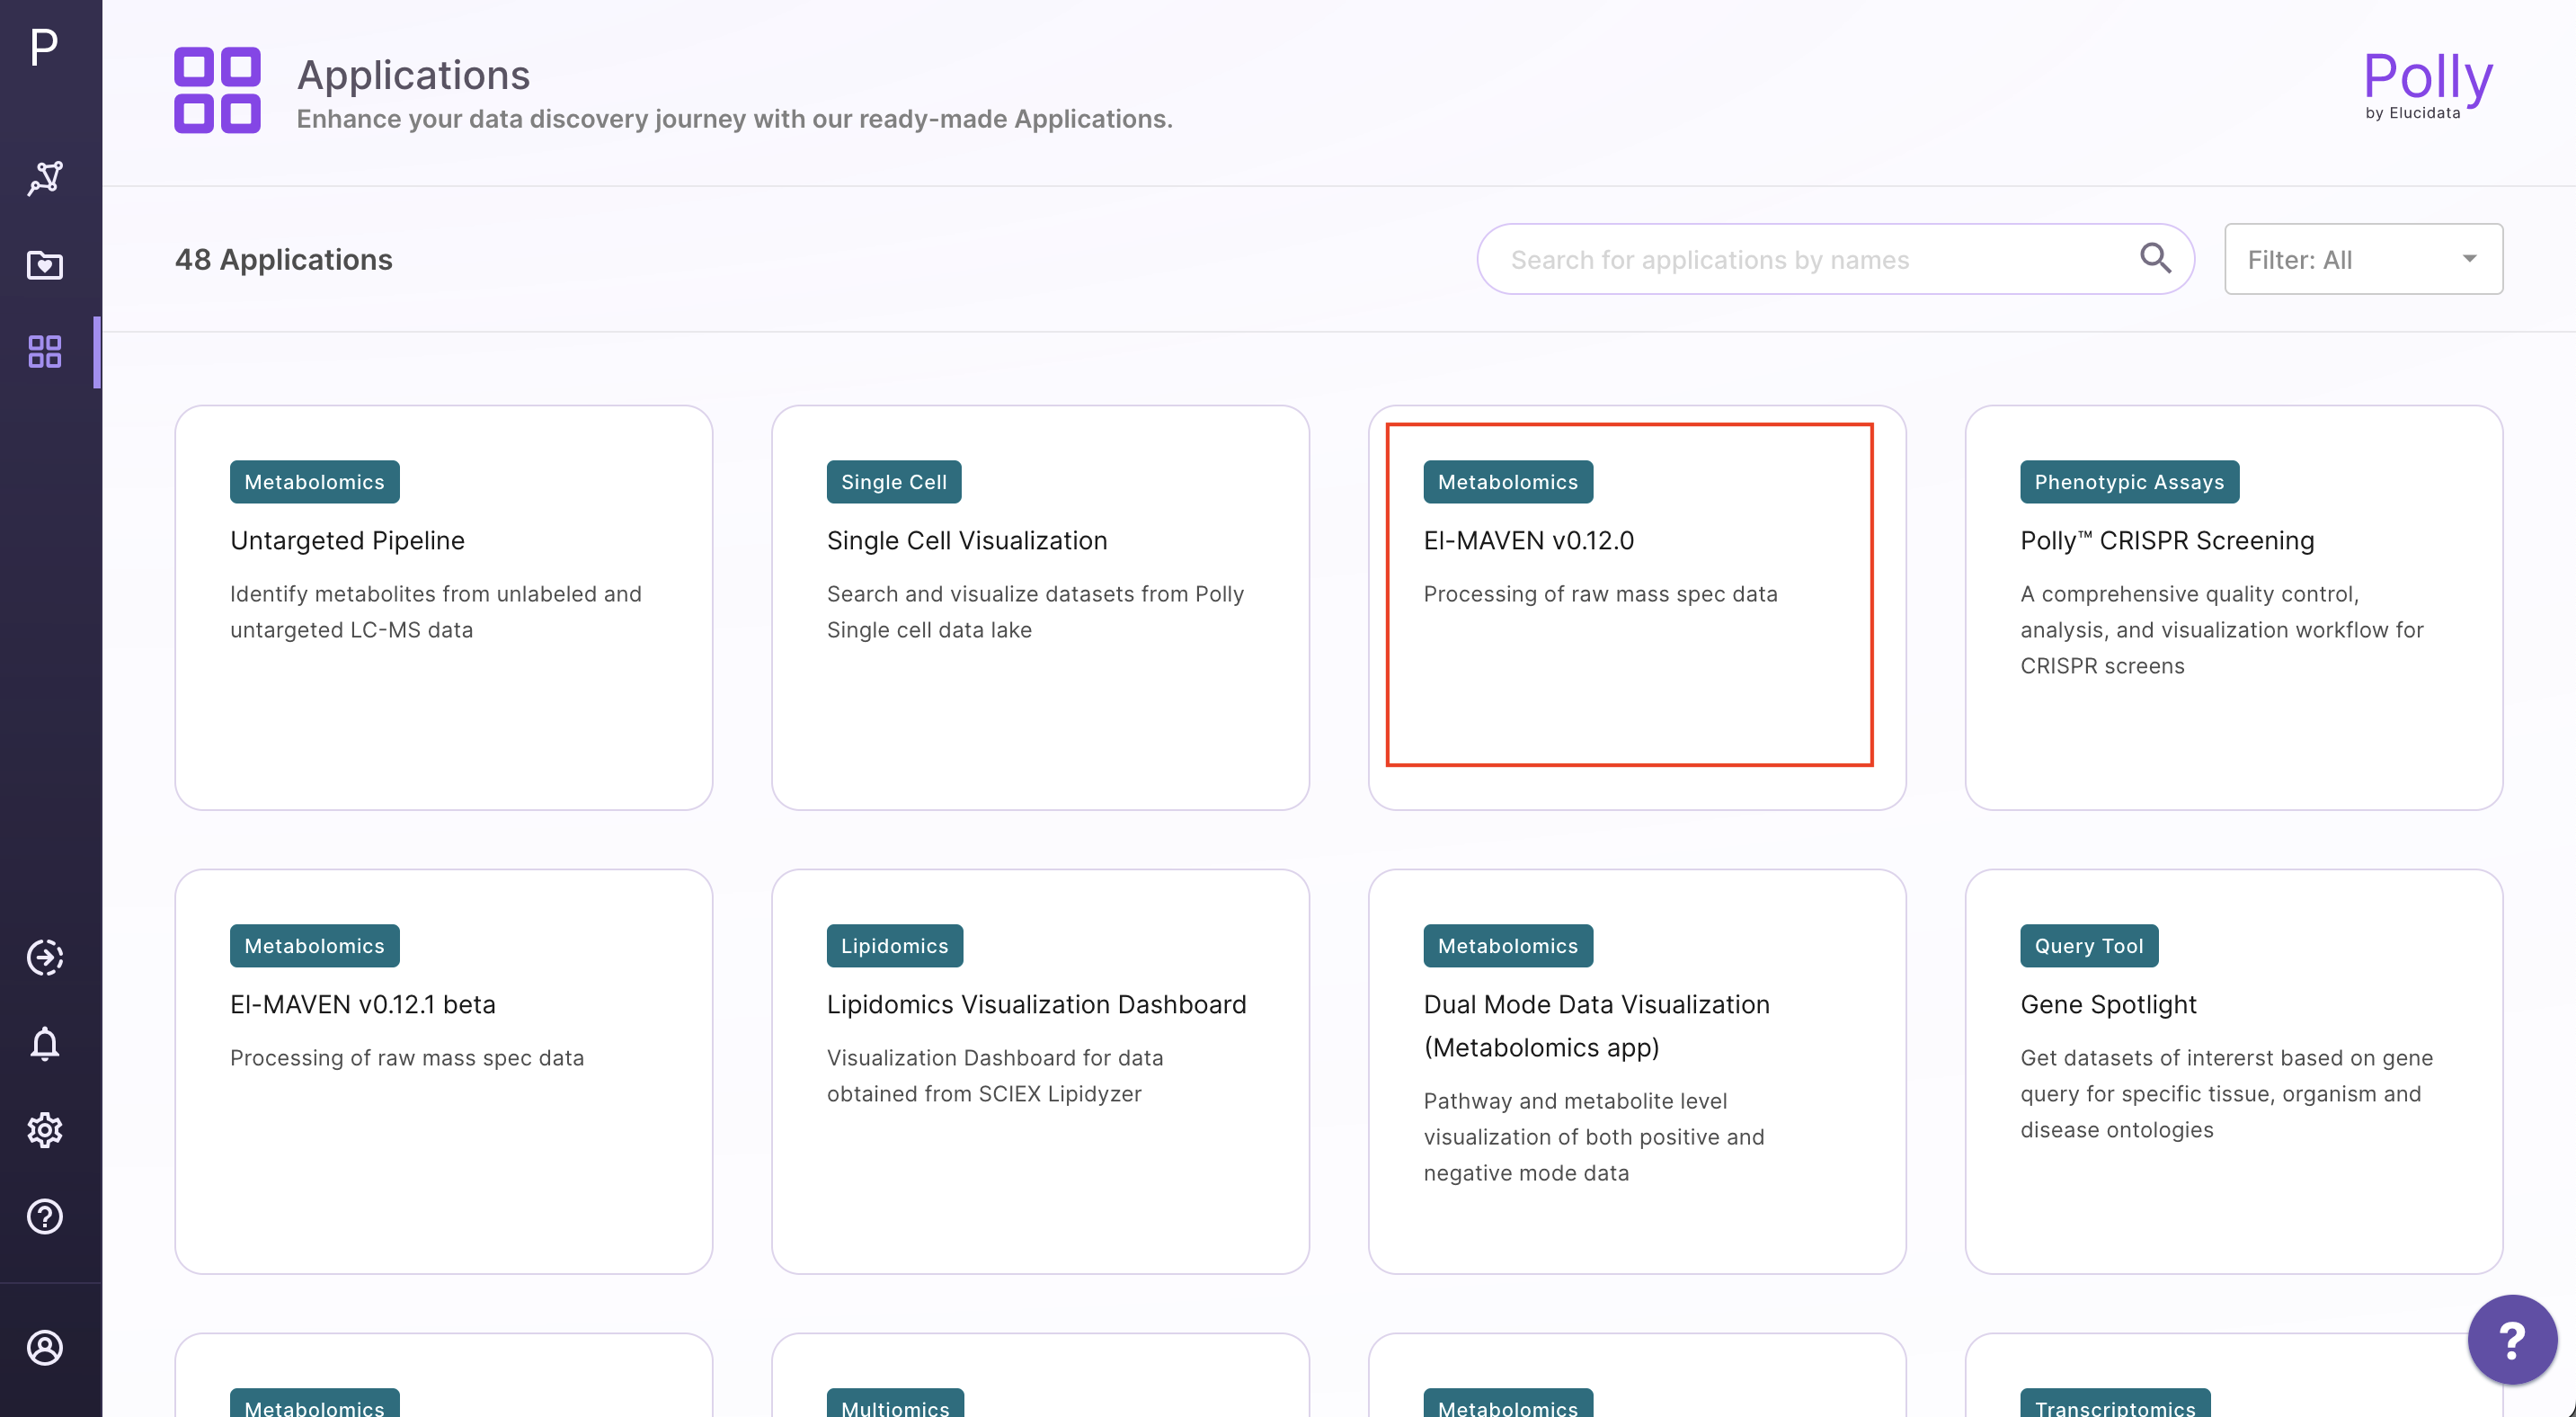 P
Applications
Enhance your data discovery journey with our ready-made Applications.
Polly
by Elucidata
48 Applications
Search for applications by names
Filter: All
Metabolomics
Untargeted Pipeline
Identify metabolites from unlabeled and
untargeted LC-MS data
Single Cell
Single Cell Visualization
Search and visualize datasets from Polly
Single cell data lake
Metabolomics
El-MAVEN v0.12.0
Processing of raw mass spec data
Phenotypic Assays
Polly™ CRISPR Screening
A comprehensive quality control,
analysis, and visualization workflow for
CRISPR screens
Metabolomics
El-MAVEN v0.12.1 beta
Processing of raw mass spec data
Lipidomics
Lipidomics Visualization Dashboard
Visualization Dashboard for data
obtained from SCIEX Lipidyzer
Metabolomics
Dual Mode Data Visualization
(Metabolomics app)
Pathway and metabolite level
visualization of both positive and
negative mode data
Query Tool
Gene Spotlight
Get datasets of intererst based on gene
query for specific tissue, organism and
disease ontologies
Metabolomics
Multiomics
Metabolomics
Transcriptomics
?